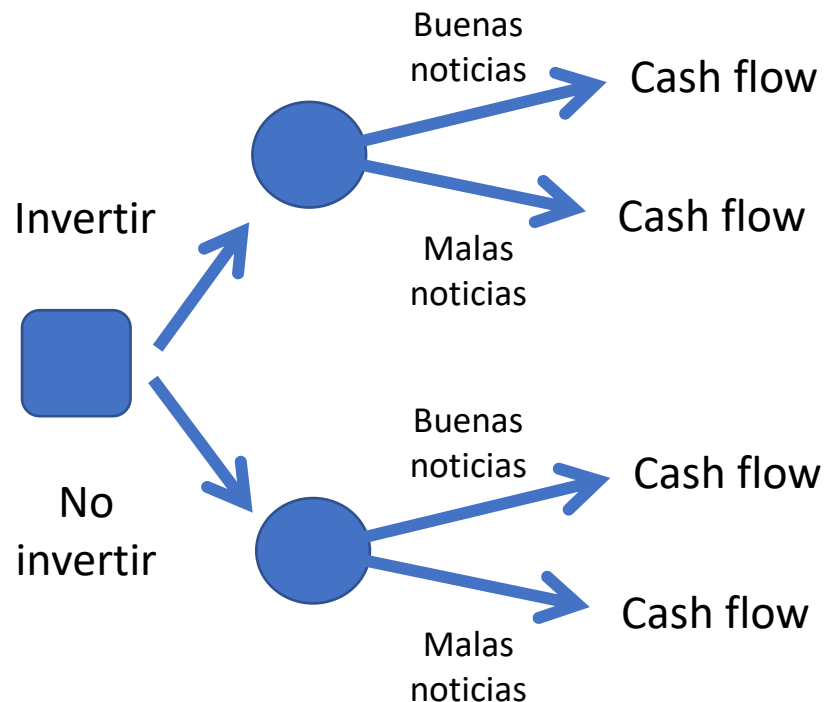 Buenas
noticias
Cash flow
Cash flow
Invertir
Malas
noticias
Buenas
noticias
Cash flow
No
invertir
Cash flow
Malas
noticias